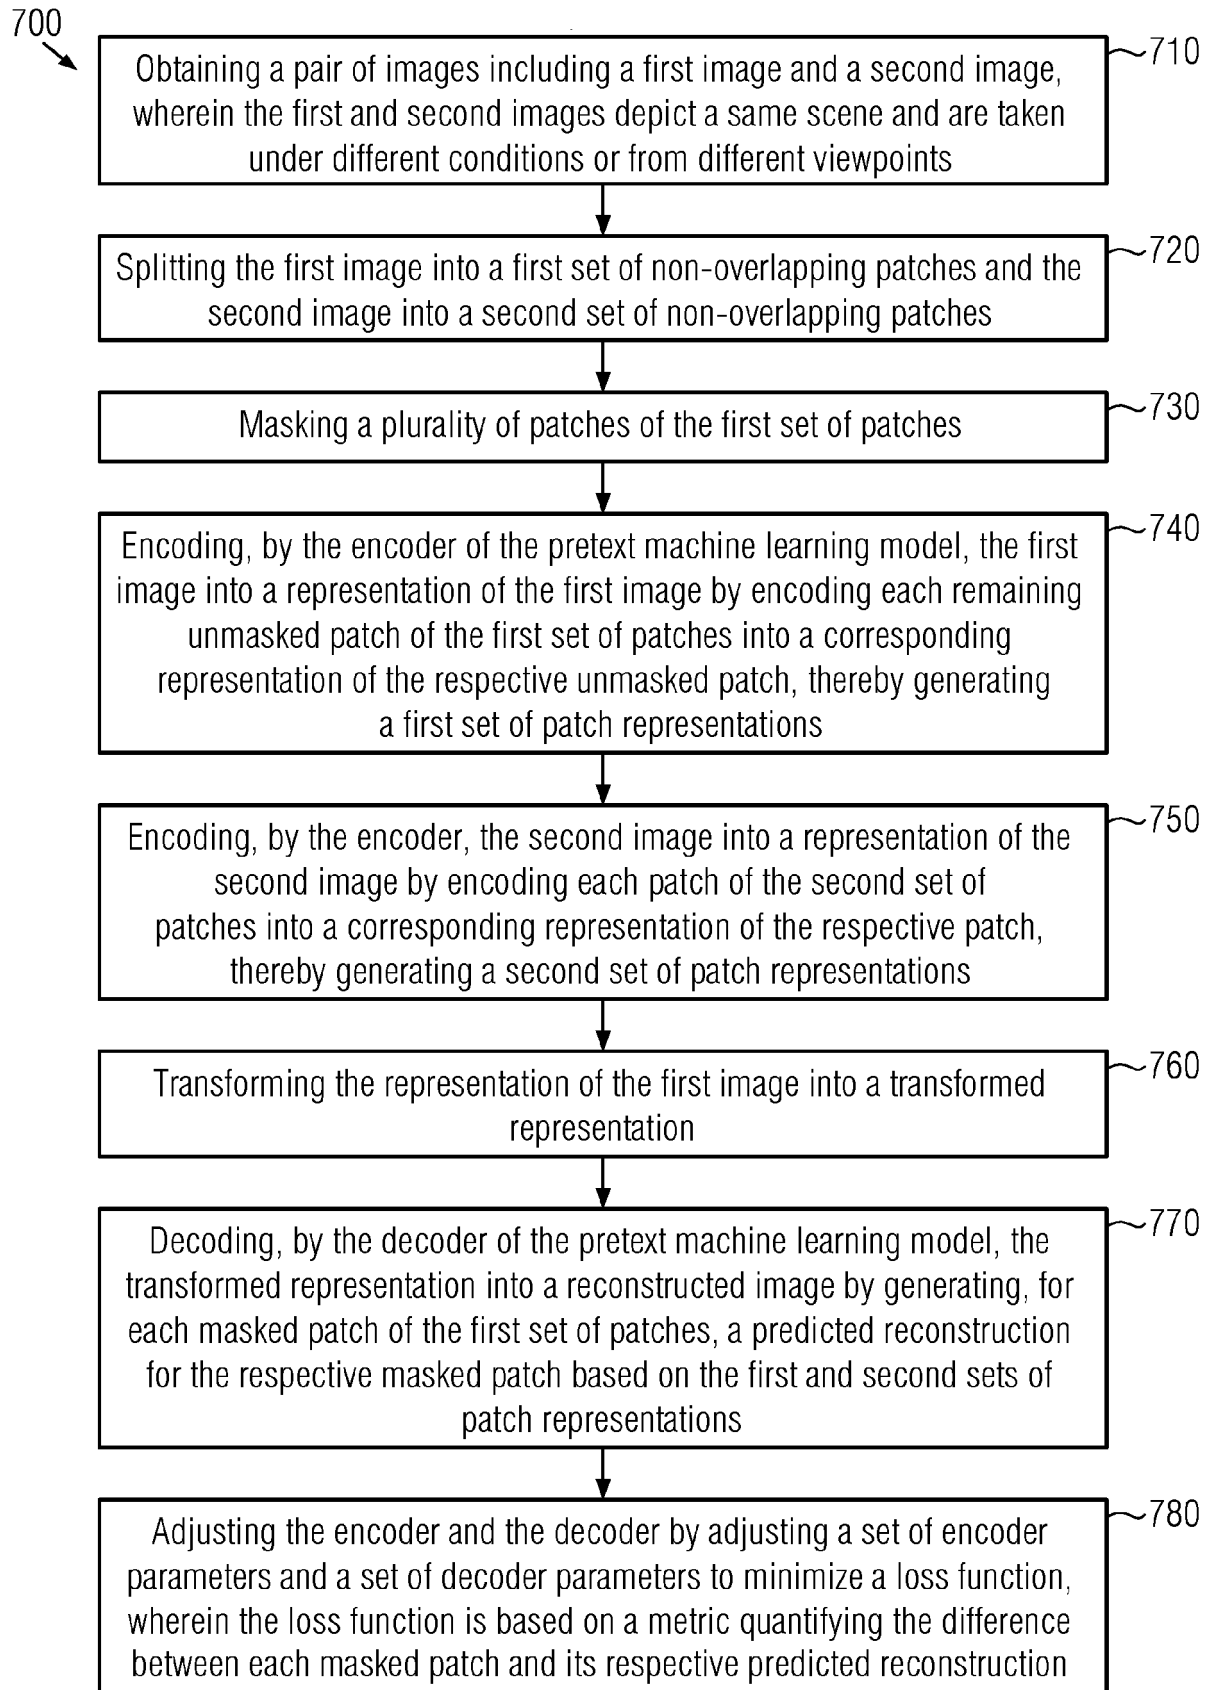 700
Obtaining a pair of images including a first image and a second image,
wherein the first and second images depict a same scene and are taken
under different conditions or from different viewpoints
710
Splitting the first image into a first set of non-overlapping patches and the
second image into a second set of non-overlapping patches
720
Masking a plurality of patches of the first set of patches
730
Encoding, by the encoder of the pretext machine learning model, the first
image into a representation of the first image by encoding each remaining
unmasked patch of the first set of patches into a corresponding
representation of the respective unmasked patch, thereby generating
a first set of patch representations
740
Encoding, by the encoder, the second image into a representation of the
second image by encoding each patch of the second set of
patches into a corresponding representation of the respective patch,
thereby generating a second set of patch representations
750
Transforming the representation of the first image into a transformed
representation
760
Decoding, by the decoder of the pretext machine learning model, the
transformed representation into a reconstructed image by generating, for
each masked patch of the first set of patches, a predicted reconstruction
for the respective masked patch based on the first and second sets of
patch representations
770
Adjusting the encoder and the decoder by adjusting a set of encoder
parameters and a set of decoder parameters to minimize a loss function,
wherein the loss function is based on a metric quantifying the difference
between each masked patch and its respective predicted reconstruction
780